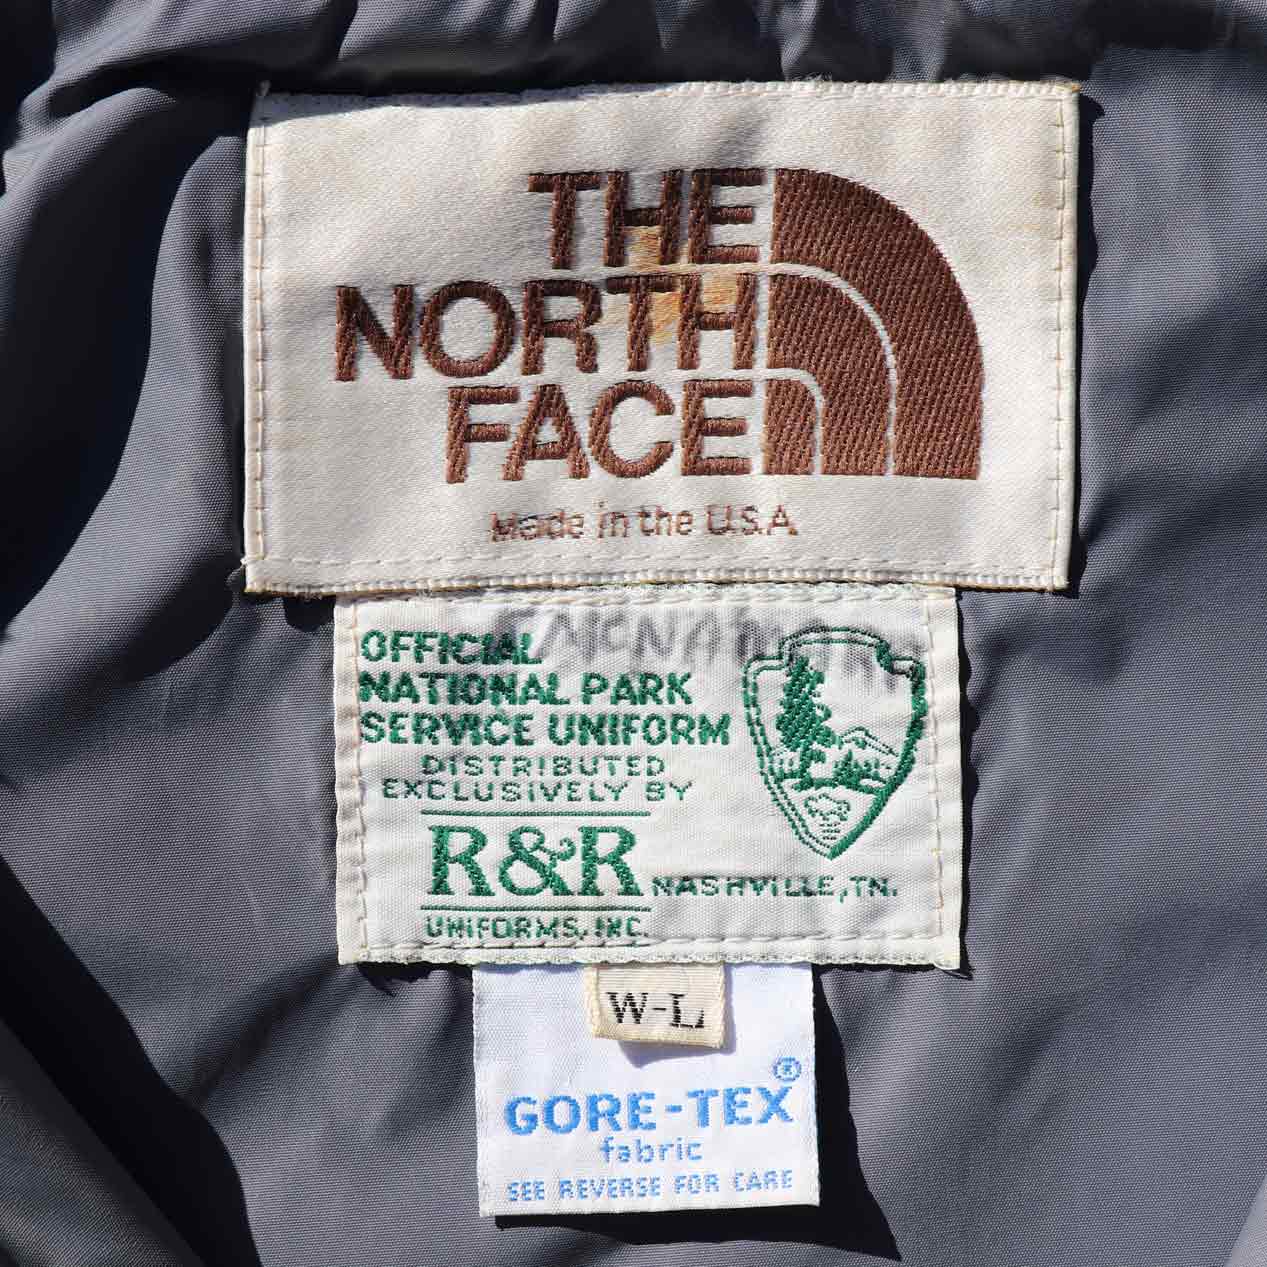 THE
NORTH
FACE
Made in the U.S.A
OFFICIAL
NATIONAL PARK
SERVICE UNIFORM
DISTRIBUTED
EXCLUSIVELY BY
R&R NASHVILLE, TN.
UNIFORMS, INC.
W-L
GORE-TEX®
fabric
SEE REVERSE FOR CARE